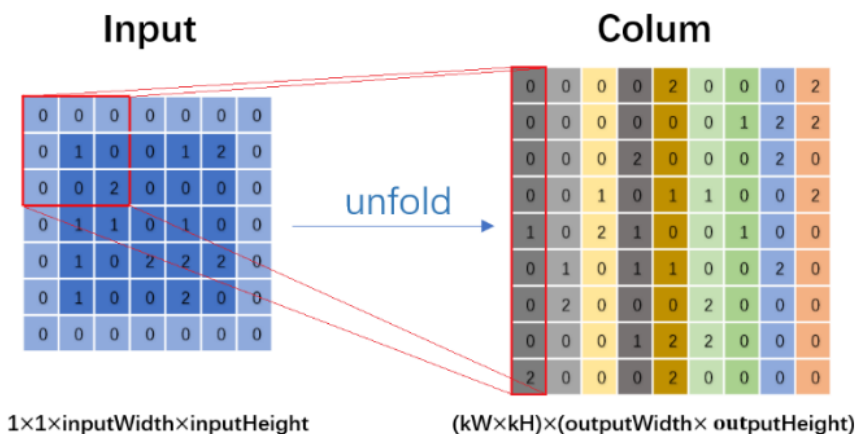 Input
Colum
0 0 0 0 0 0 0
0 1 0 0 1 2 0
0 0 2 0 0 0 0
0 1 1 0 1 0 0
0 1 0 2 2 2 0
0 1 0 0 2 0 0
0 0 0 0 0 0 0
unfold
0 0 0 0 2 0 0 0 2
0 0 0 0 0 0 1 2 2
0 0 0 2 0 0 0 2 0
0 0 1 0 1 1 0 0 2
1 0 2 1 0 0 1 0 0
0 1 0 1 1 0 0 2 0
0 2 0 0 0 2 0 0 0
0 0 0 1 2 2 0 0 0
2 0 0 0 2 0 0 0 0
1×1×inputWidth×inputHeight
(kW×kH)×(outputWidth× outputHeight)